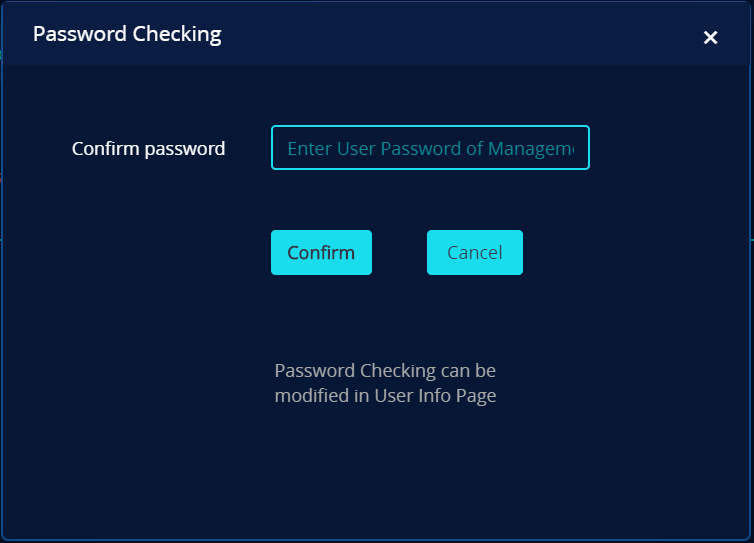 Password Checking
Confirm password
Enter User Password of Managem
Confirm
Cancel
Password Checking can be
modified in User Info Page